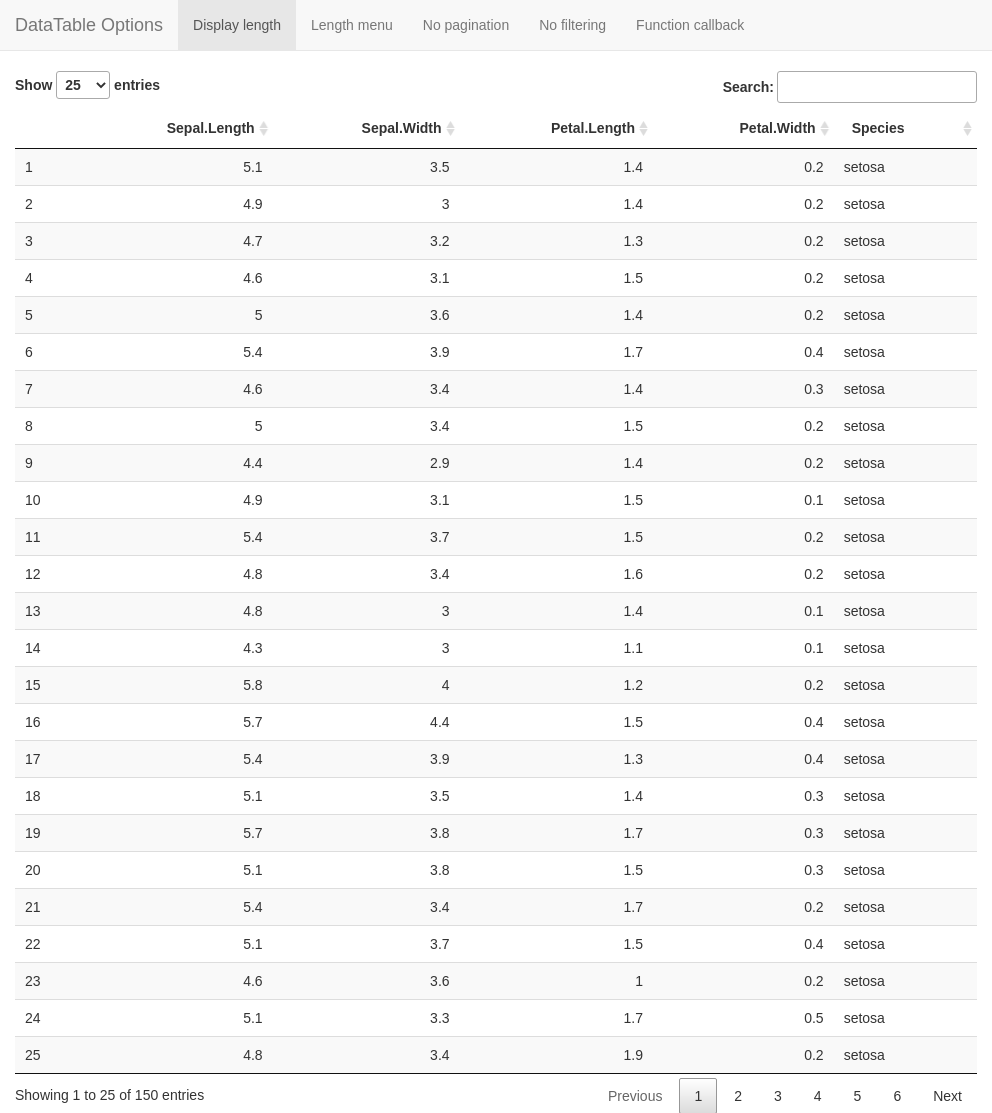 DataTable Options Display length Length menu No pagination No filtering Function callback
Show 25 entries Search:
Sepal.Length Sepal.Width Petal.Length Petal.Width Species
1 5.1 3.5 1.4 0.2 setosa
2 4.9 3 1.4 0.2 setosa
3 4.7 3.2 1.3 0.2 setosa
4 4.6 3.1 1.5 0.2 setosa
5 5 3.6 1.4 0.2 setosa
6 5.4 3.9 1.7 0.4 setosa
7 4.6 3.4 1.4 0.3 setosa
8 5 3.4 1.5 0.2 setosa
9 4.4 2.9 1.4 0.2 setosa
10 4.9 3.1 1.5 0.1 setosa
11 5.4 3.7 1.5 0.2 setosa
12 4.8 3.4 1.6 0.2 setosa
13 4.8 3 1.4 0.1 setosa
14 4.3 3 1.1 0.1 setosa
15 5.8 4 1.2 0.2 setosa
16 5.7 4.4 1.5 0.4 setosa
17 5.4 3.9 1.3 0.4 setosa
18 5.1 3.5 1.4 0.3 setosa
19 5.7 3.8 1.7 0.3 setosa
20 5.1 3.8 1.5 0.3 setosa
21 5.4 3.4 1.7 0.2 setosa
22 5.1 3.7 1.5 0.4 setosa
23 4.6 3.6 1 0.2 setosa
24 5.1 3.3 1.7 0.5 setosa
25 4.8 3.4 1.9 0.2 setosa
Showing 1 to 25 of 150 entries Previous 1 2 3 4 5 6 Next